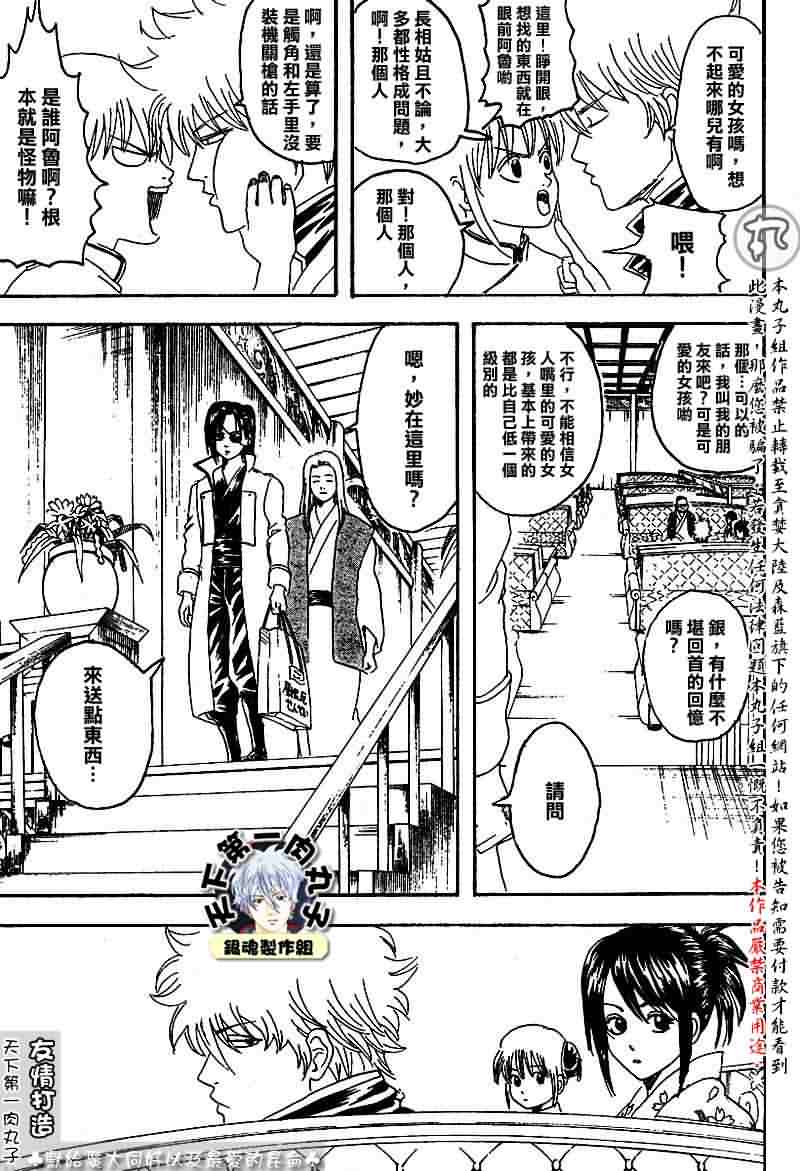 可愛的女孩嗎，想
不起來哪兒有啊
喂！
這里！睜開眼，
想找的東西就在
眼前阿魯喲
長相姑且不論，大
多都性格成問題，
啊！那個人
對！那個人，
那個人
啊，還是算了，要
是觸角和左手里沒
裝機關槍的話
是誰阿魯啊？根
本就是怪物嘛！
那個…可以的
話，我叫我的朋
友來吧？可是可
愛的女孩喲
不行，不能相信女
人嘴里的可愛的女
孩，基本上帶來的
都是比自己低一個
級別的
銀，有什麼不
堪回首的回憶
嗎？
請問
嗯，妙在這里嗎？
來送點東西…
天下第一肉丸子
銀魂製作組
丸
本丸子組作品禁止轉載至貪婪大陸及森藍旗下的任何網站！如果您被告知需要付款才能看到
此漫畫，那麼您被騙了
發生任何法律回題本丸子組一慨不負責！本作品嚴禁商業用途
友情打造
天下第一肉丸子